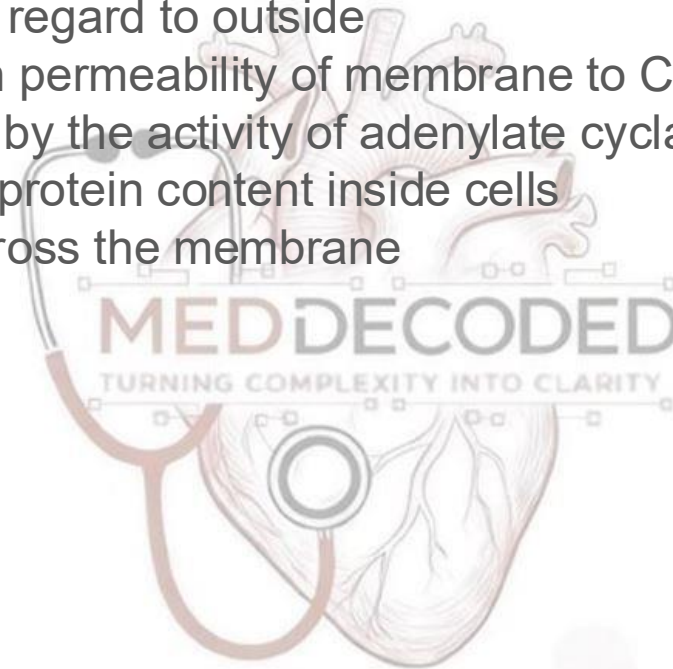 regard to outside
permeability of membrane to C
by the activity of adenylate cycla
protein content inside cells
ross the membrane
MEDDECODED
TURNING COMPLEXITY INTO CLARITY